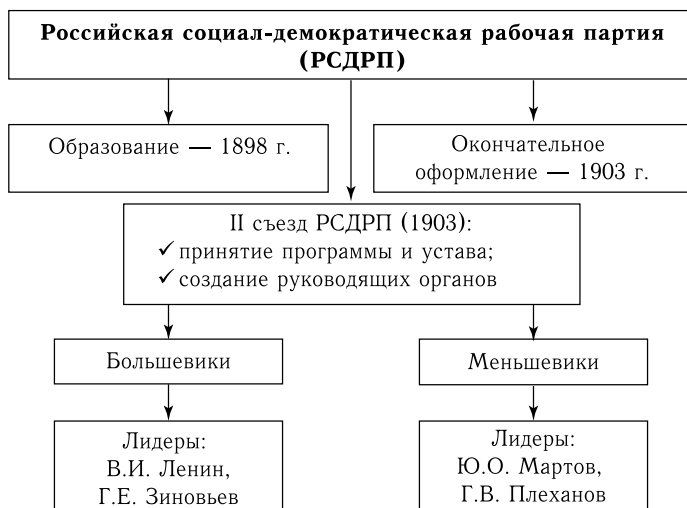 Российская социал-демократическая рабочая партия
(РСДРП)
Образование — 1898 г.
Окончательное
оформление — 1903 г.
II съезд РСДРП (1903):
✓ принятие программы и устава;
✓ создание руководящих органов
Большевики
Меньшевики
Лидеры:
В.И. Ленин,
Г.Е. Зиновьев
Лидеры:
Ю.О. Мартов,
Г.В. Плеханов